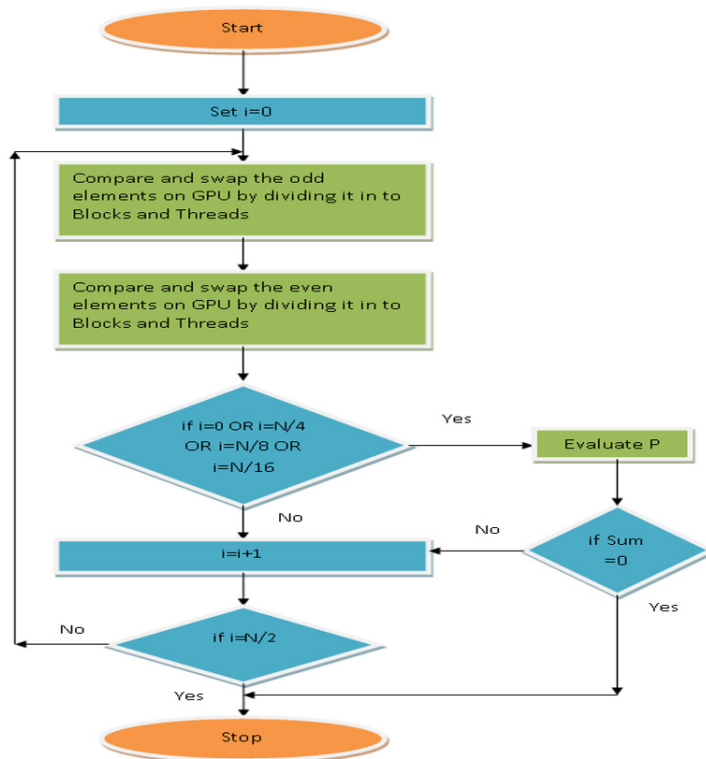 Start
Set i=0
Compare and swap the odd
elements on GPU by dividing it in to
Blocks and Threads
Compare and swap the even
elements on GPU by dividing it in to
Blocks and Threads
if i=0 OR i=N/4
OR i=N/8 OR
i=N/16
Yes
Evaluate P
No
if Sum
=0
No
i=i+1
Yes
if i=N/2
No
Yes
Stop